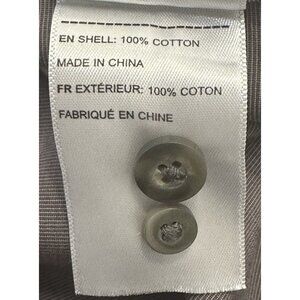 EN SHELL: 100% COTTON
MADE IN CHINA
FR EXTÉRIEUR: 100% COTON
FABRIQUÉ EN CHINE